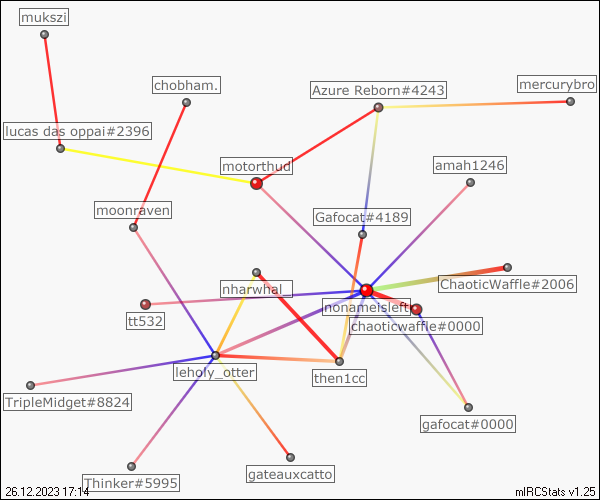 mukszi
chobham.
Azure Reborn#4243
mercurybro
lucas das oppai#2396
motorthud
amah1246
moonraven
Gafocat#4189
nharwhal_
ChaoticWaffle#2006
nonameisleft
tt532
chaoticwaffle#0000
leholy_otter
then1cc
TripleMidget#8824
gafocat#0000
gateauxcatto
Thinker#5995
26.12.2023 17:14
mIRCStats v1.25